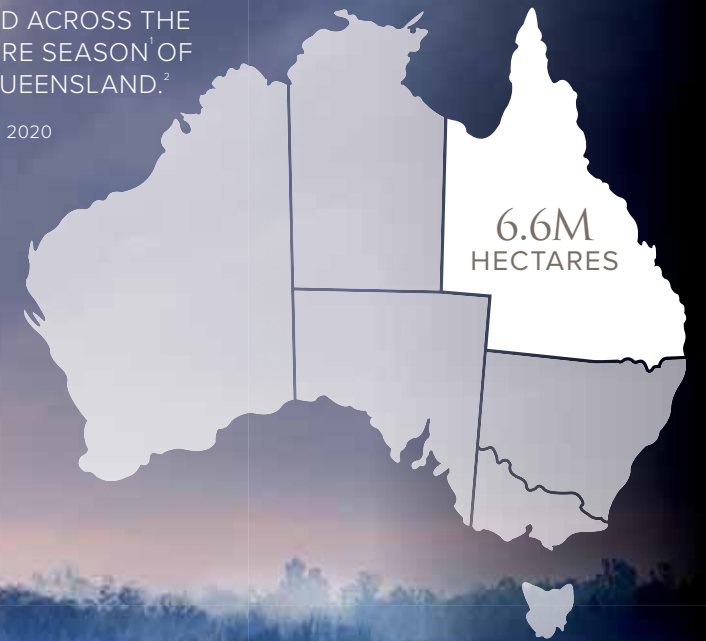 D ACROSS THE
RE SEASON¹ OF
UEENSLAND.²
2020
6.6M
HECTARES